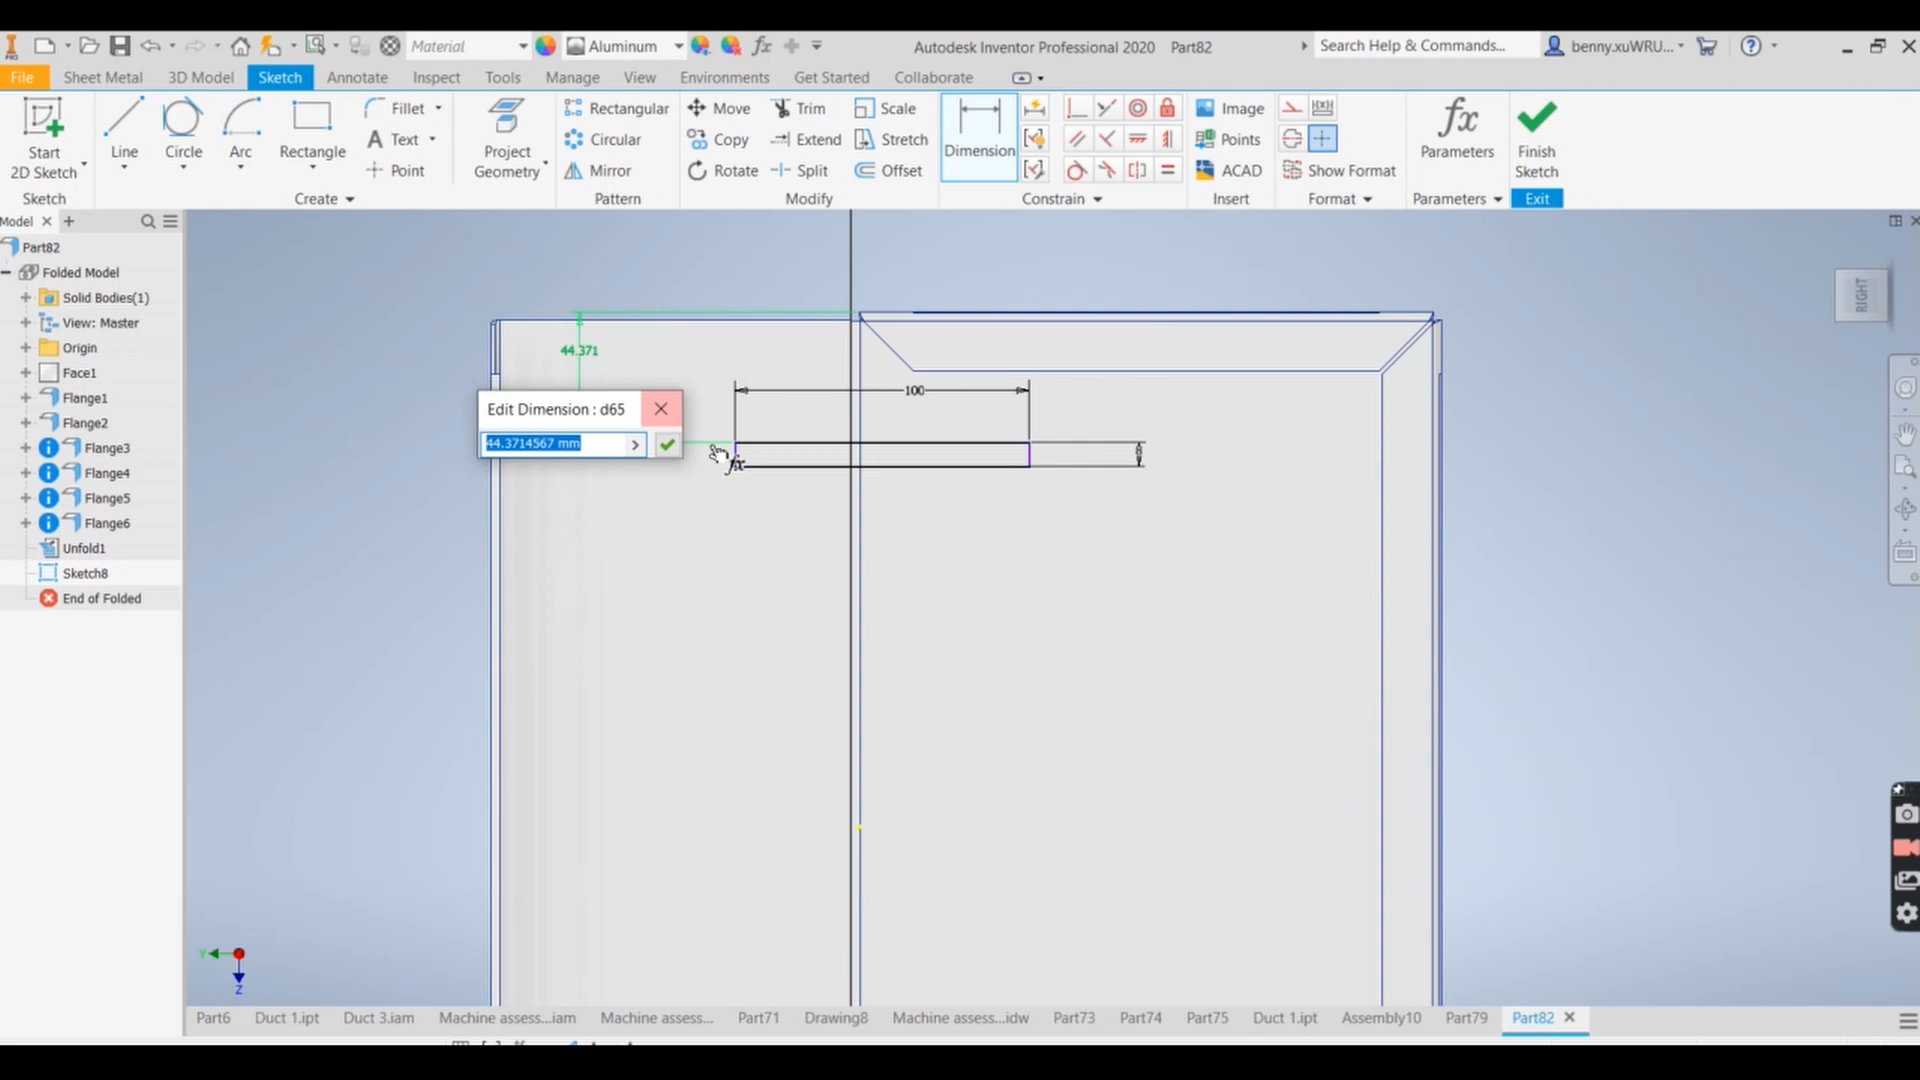 PRO
Material
Aluminum
fx
Autodesk Inventor Professional 2020 Part82
Search Help & Commands...
benny.xuWRU...
File Sheet Metal 3D Model Sketch Annotate Inspect Tools Manage View Environments Get Started Collaborate
Start
2D Sketch
Line
Circle
Arc
Rectangle
Fillet
Text
Point
Project
Geometry
Rectangular
Circular
Mirror
Move
Copy
Rotate
Trim
Extend
Split
Scale
Stretch
Offset
Dimension
Image
Points
ACAD
Show Format
fx
Parameters
Finish
Sketch
Sketch Create Pattern Modify Constrain Insert Format Parameters Exit
Model
Part82
Folded Model
Solid Bodies(1)
View: Master
Origin
Face1
Flange1
Flange2
Flange3
Flange4
Flange5
Flange6
Unfold1
Sketch8
End of Folded
RIGHT
44.371
100
8
Edit Dimension : d65
44.3714567 mm
fx
Y
Z
Part6 Duct 1.ipt Duct 3.iam Machine assess...iam Machine assess... Part71 Drawing8 Machine assess...idw Part73 Part74 Part75 Duct 1.ipt Assembly10 Part79 Part82